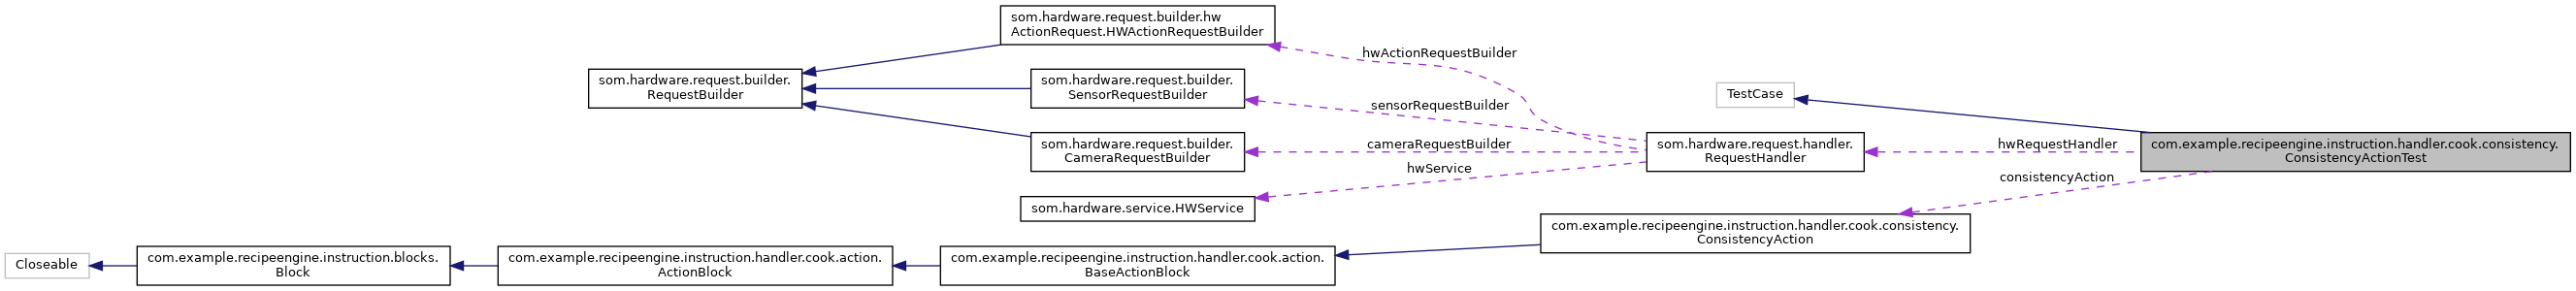 som.hardware.request.builder.hw
ActionRequest.HWActionRequestBuilder
hwActionRequestBuilder
som.hardware.request.builder.
RequestBuilder
som.hardware.request.builder.
SensorRequestBuilder
sensorRequestBuilder
TestCase
som.hardware.request.builder.
CameraRequestBuilder
cameraRequestBuilder
som.hardware.request.handler.
RequestHandler
hwRequestHandler
com.example.recipeengine.instruction.handler.cook.consistency.
ConsistencyActionTest
hwService
consistencyAction
som.hardware.service.HWService
com.example.recipeengine.instruction.handler.cook.consistency.
ConsistencyAction
Closeable
com.example.recipeengine.instruction.blocks.
Block
com.example.recipeengine.instruction.handler.cook.action.
ActionBlock
com.example.recipeengine.instruction.handler.cook.action.
BaseActionBlock